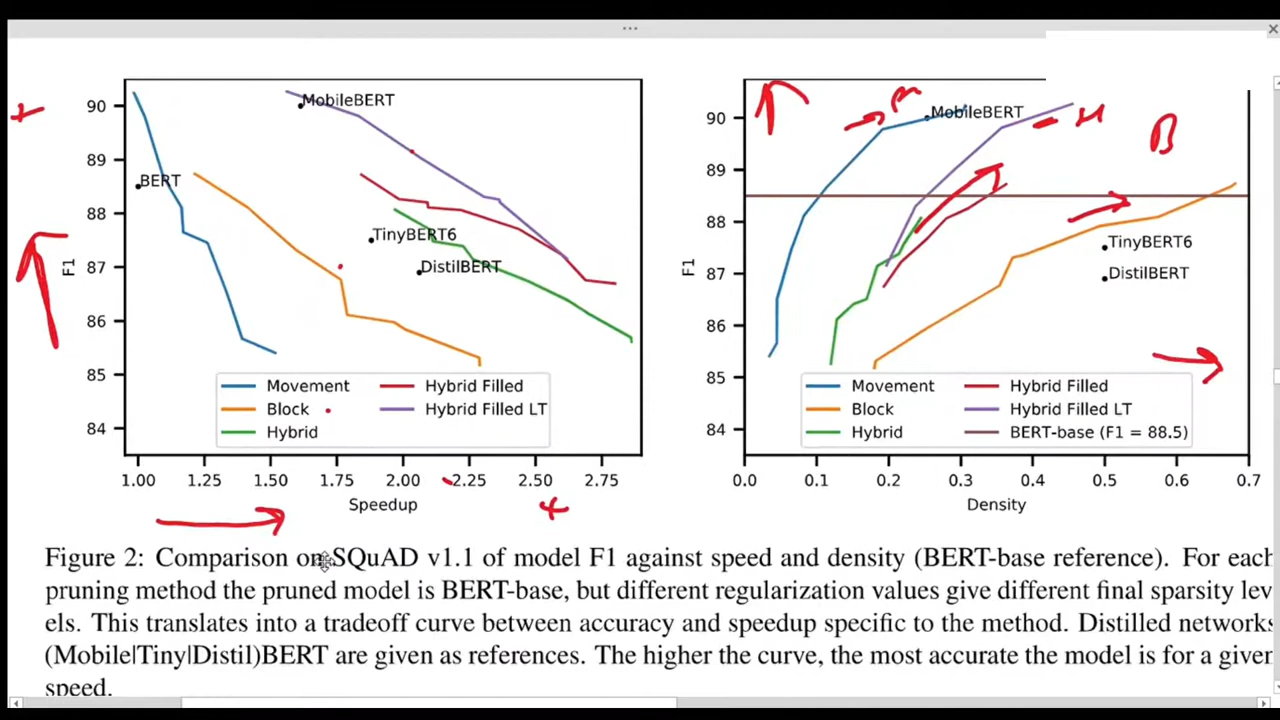 90
89
88
87
86
85
84
F1
MobileBERT
BERT
TinyBERT6
DistilBERT
Movement
Block
Hybrid
Hybrid Filled
Hybrid Filled LT
1.00 1.25 1.50 1.75 2.00 2.25 2.50 2.75
Speedup
90
89
88
87
86
85
84
F1
MobileBERT
M
B
TinyBERT6
DistilBERT
Movement
Block
Hybrid
Hybrid Filled
Hybrid Filled LT
BERT-base (F1 = 88.5)
0.0 0.1 0.2 0.3 0.4 0.5 0.6 0.7
Density
Figure 2: Comparison on SQuAD v1.1 of model F1 against speed and density (BERT-base reference). For each
pruning method the pruned model is BERT-base, but different regularization values give different final sparsity lev
els. This translates into a tradeoff curve between accuracy and speedup specific to the method. Distilled networks
(Mobile|Tiny|Distil)BERT are given as references. The higher the curve, the most accurate the model is for a given
speed.